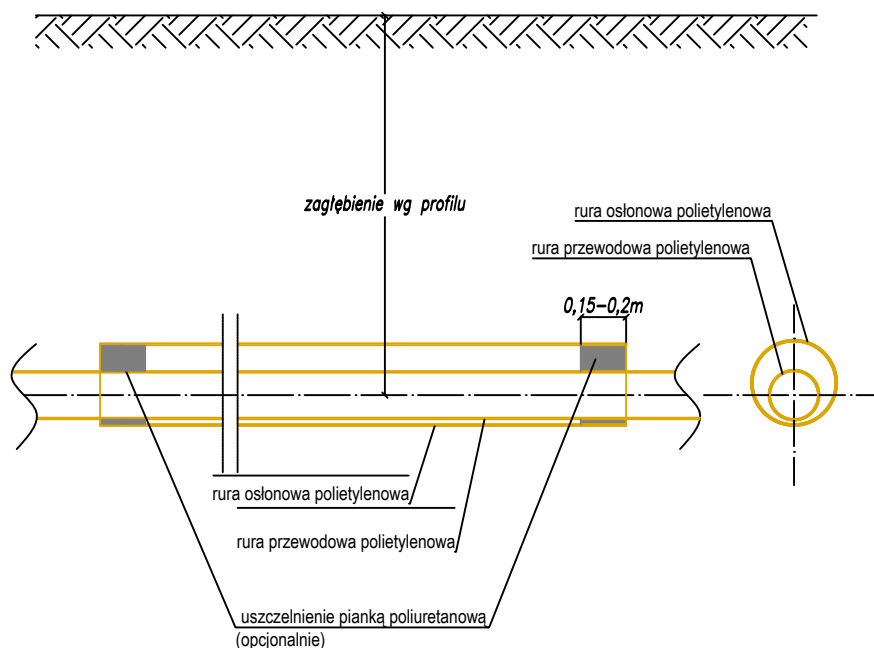 zagłębienie wg profilu
rura osłonowa polietylenowa
rura przewodowa polietylenowa
0,15-0,2m
rura osłonowa polietylenowa
rura przewodowa polietylenowa
uszczelnienie pianką poliuretanową
(opcjonalnie)